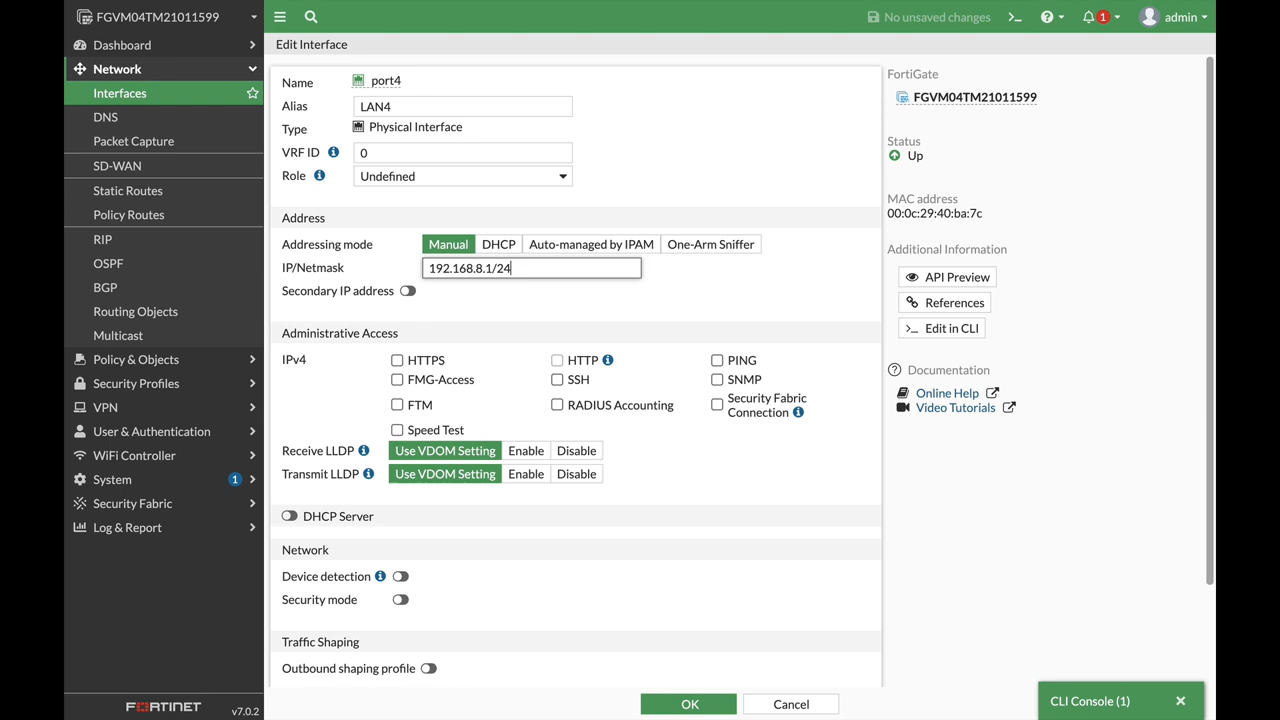 FGVM04TM21011599
No unsaved changes
>_
1
admin
Dashboard
Network
Interfaces
DNS
Packet Capture
SD-WAN
Static Routes
Policy Routes
RIP
OSPF
BGP
Routing Objects
Multicast
Policy & Objects
Security Profiles
VPN
User & Authentication
WiFi Controller
System 1
Security Fabric
Log & Report
FORTINET v7.0.2
Edit Interface
Name port4
Alias LAN4
Type Physical Interface
VRF ID 0
Role Undefined
Address
Addressing mode Manual DHCP Auto-managed by IPAM One-Arm Sniffer
IP/Netmask 192.168.8.1/24
Secondary IP address
Administrative Access
IPv4 HTTPS HTTP PING
FMG-Access SSH SNMP
FTM RADIUS Accounting Security Fabric
Connection
Speed Test
Receive LLDP Use VDOM Setting Enable Disable
Transmit LLDP Use VDOM Setting Enable Disable
DHCP Server
Network
Device detection
Security mode
Traffic Shaping
Outbound shaping profile
OK Cancel
FortiGate
FGVM04TM21011599
Status
Up
MAC address
00:0c:29:40:ba:7c
Additional Information
API Preview
References
>_ Edit in CLI
Documentation
Online Help
Video Tutorials
CLI Console (1)